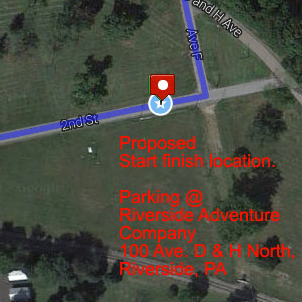 and H Ave
Ave F
2nd St
Proposed
Start finish location.
Parking @
Riverside Adventure
Company
100 Ave. D & H North,
Riverside, PA